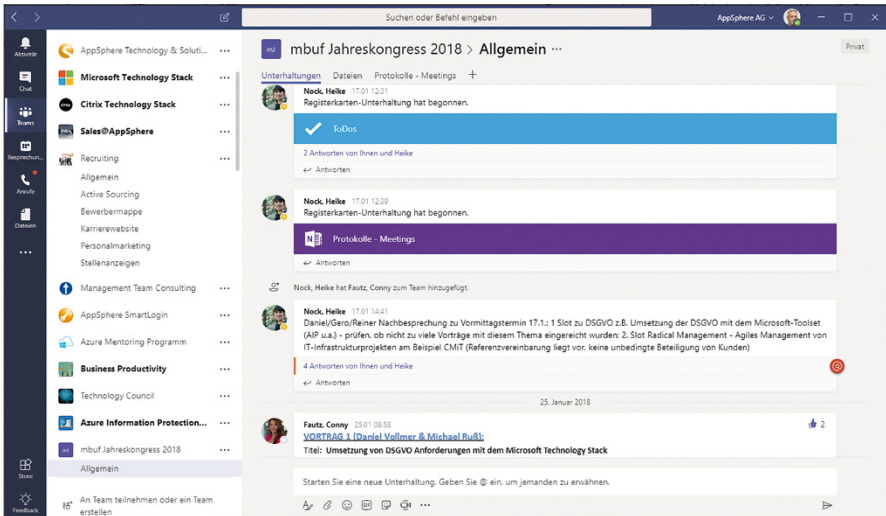 Suchen oder Befehl eingeben
AppSphere AG
Aktivität
Chat
Teams
Besprechun...
Anrufe
Dateien
Store
Feedback
AppSphere Technology & Soluti...
Microsoft Technology Stack
Citrix Technology Stack
Sales@AppSphere
Recruiting
Allgemein
Active Sourcing
Bewerbermappe
Karrierewebsite
Personalmarketing
Stellenanzeigen
Management Team Consulting
AppSphere SmartLogin
Azure Mentoring Programm
Business Productivity
Technology Council
Azure Information Protection...
mJ mbuf Jahreskongress 2018
Allgemein
An Team teilnehmen oder ein Team
erstellen
mJ mbuf Jahreskongress 2018 > Allgemein ...
Privat
Unterhaltungen Dateien Protokolle - Meetings +
Nock, Heike 17.01 12:21
Registerkarten-Unterhaltung hat begonnen.
ToDos
2 Antworten von Ihnen und Heike
Antworten
Nock, Heike 17.01 12:39
Registerkarten-Unterhaltung hat begonnen.
N Protokolle - Meetings
Antworten
Nock, Heike hat Fautz, Conny zum Team hinzugefügt.
Nock, Heike 17.01 14:41
Daniel/Gero/Reiner Nachbesprechung zu Vormittagstermin 17.1.: 1 Slot zu DSGVO z.B. Umsetzung der DSGVO mit dem Microsoft-Toolset
(AIP u.a.) - prüfen, ob nicht zu viele Vorträge mit diesem Thema eingereicht wurden; 2. Slot Radical Management - Agiles Management von
IT-Infrastrukturprojekten am Beispiel CMiT (Referenzvereinbarung liegt vor, keine unbedingte Beteiligung von Kunden)
4 Antworten von Ihnen und Heike
Antworten
25. Januar 2018
Fautz, Conny 25.01 08:58
2
VORTRAG 1 (Daniel Vollmer & Michael Ruß):
Titel: Umsetzung von DSGVO Anforderungen mit dem Microsoft Technology Stack
Starten Sie eine neue Unterhaltung. Geben Sie @ ein, um jemanden zu erwähnen.
GIF